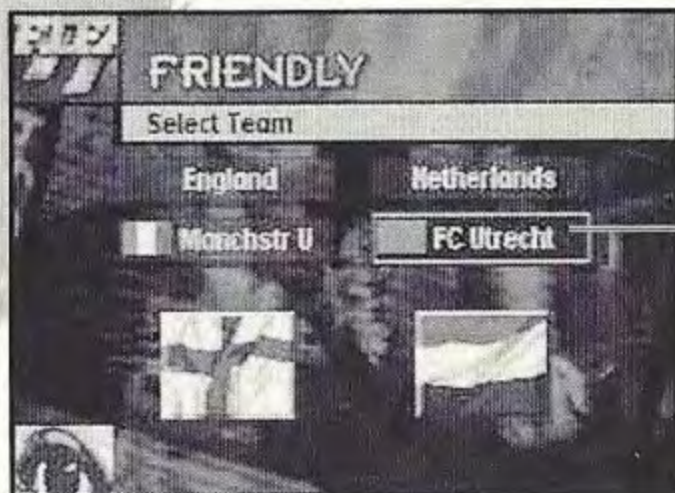 FRIENDLY
Select Team
England Netherlands
Manchstr U FC Utrecht